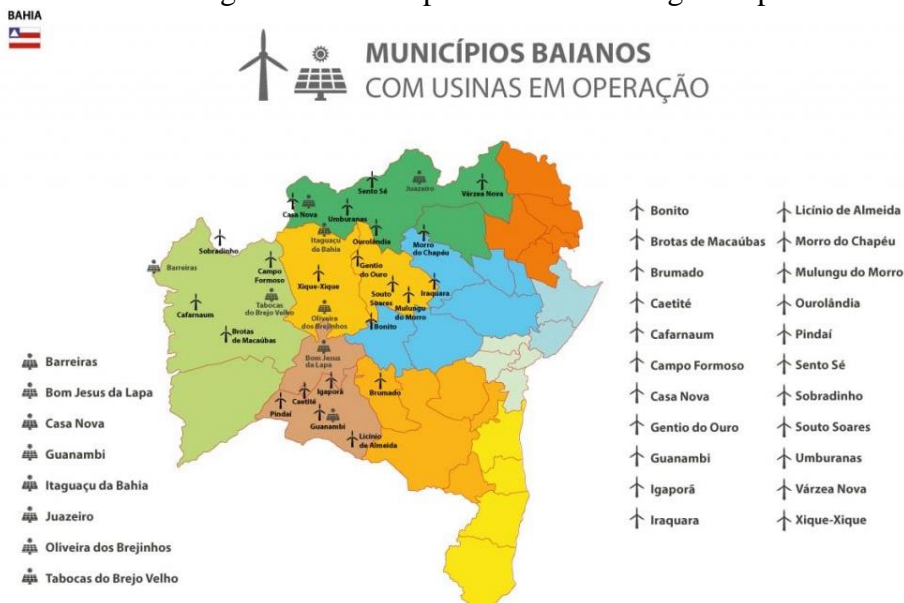 BAHIA
MUNICÍPIOS BAIANOS
COM USINAS EM OPERAÇÃO
Sento Sé
Juazeiro
Várzea Nova
Casa Nova
Umburanas
Itaguaçu
da Bahia
Ourolândia
Morro
do Chapéu
Sobradinho
Barreiras
Campo
Formoso
Gentio
do Ouro
Xique-Xique
Souto
Soares
Iraquara
Mulungu
do Morro
Tabocas
do Brejo Velho
Cafarnaum
Oliveira
dos Brejinhos
Bonito
Brotas
de Macaúbas
Bom Jesus
da Lapa
Igaporã
Caetité
Brumado
Pindaí
Guanambi
Licínio
de Almeida
Barreiras
Bom Jesus da Lapa
Casa Nova
Guanambi
Itaguaçu da Bahia
Juazeiro
Oliveira dos Brejinhos
Tabocas do Brejo Velho
Bonito
Brotas de Macaúbas
Brumado
Caetité
Cafarnaum
Campo Formoso
Casa Nova
Gentio do Ouro
Guanambi
Igaporã
Iraquara
Licínio de Almeida
Morro do Chapéu
Mulungu do Morro
Ourolândia
Pindaí
Sento Sé
Sobradinho
Souto Soares
Umburanas
Várzea Nova
Xique-Xique